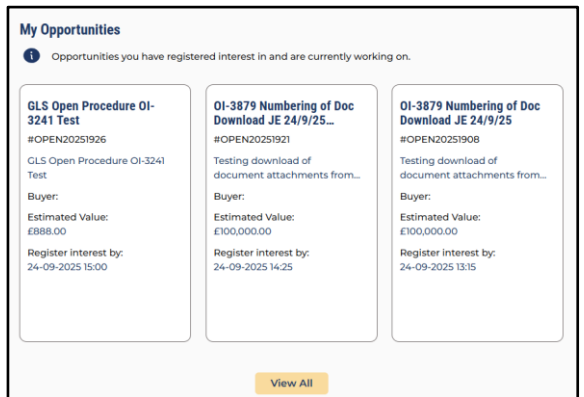 My Opportunities
Opportunities you have registered interest in and are currently working on.
GLS Open Procedure OI-
3241 Test
#OPEN20251926
GLS Open Procedure OI-3241
Test
Buyer:
Estimated Value:
£888.00
Register interest by:
24-09-2025 15:00
OI-3879 Numbering of Doc
Download JE 24/9/25...
#OPEN20251921
Testing download of
document attachments from...
Buyer:
Estimated Value:
£100,000.00
Register interest by:
24-09-2025 14:25
OI-3879 Numbering of Doc
Download JE 24/9/25
#OPEN20251908
Testing download of
document attachments from...
Buyer:
Estimated Value:
£100,000.00
Register interest by:
24-09-2025 13:15
View All